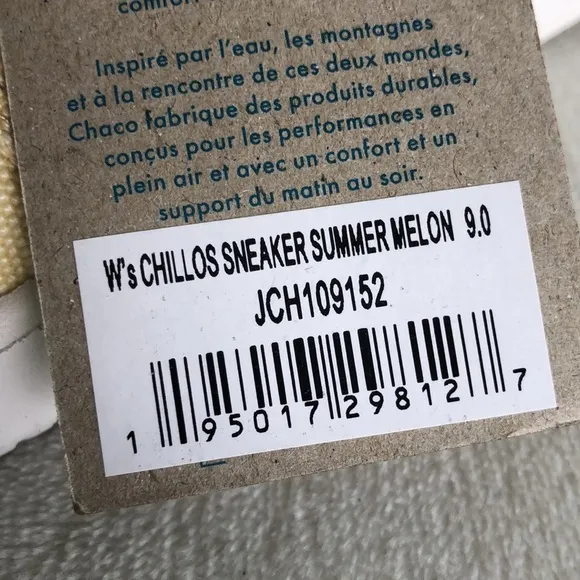 Inspiré par l'eau, les montagnes
et à la rencontre de ces deux mondes,
Chaco fabrique des produits durables,
conçus pour les performances en
plein air et avec un confort et un
support du matin au soir.
W's CHILLOS SNEAKER SUMMER MELON 9.0
JCH109152
1 95017 29812 7